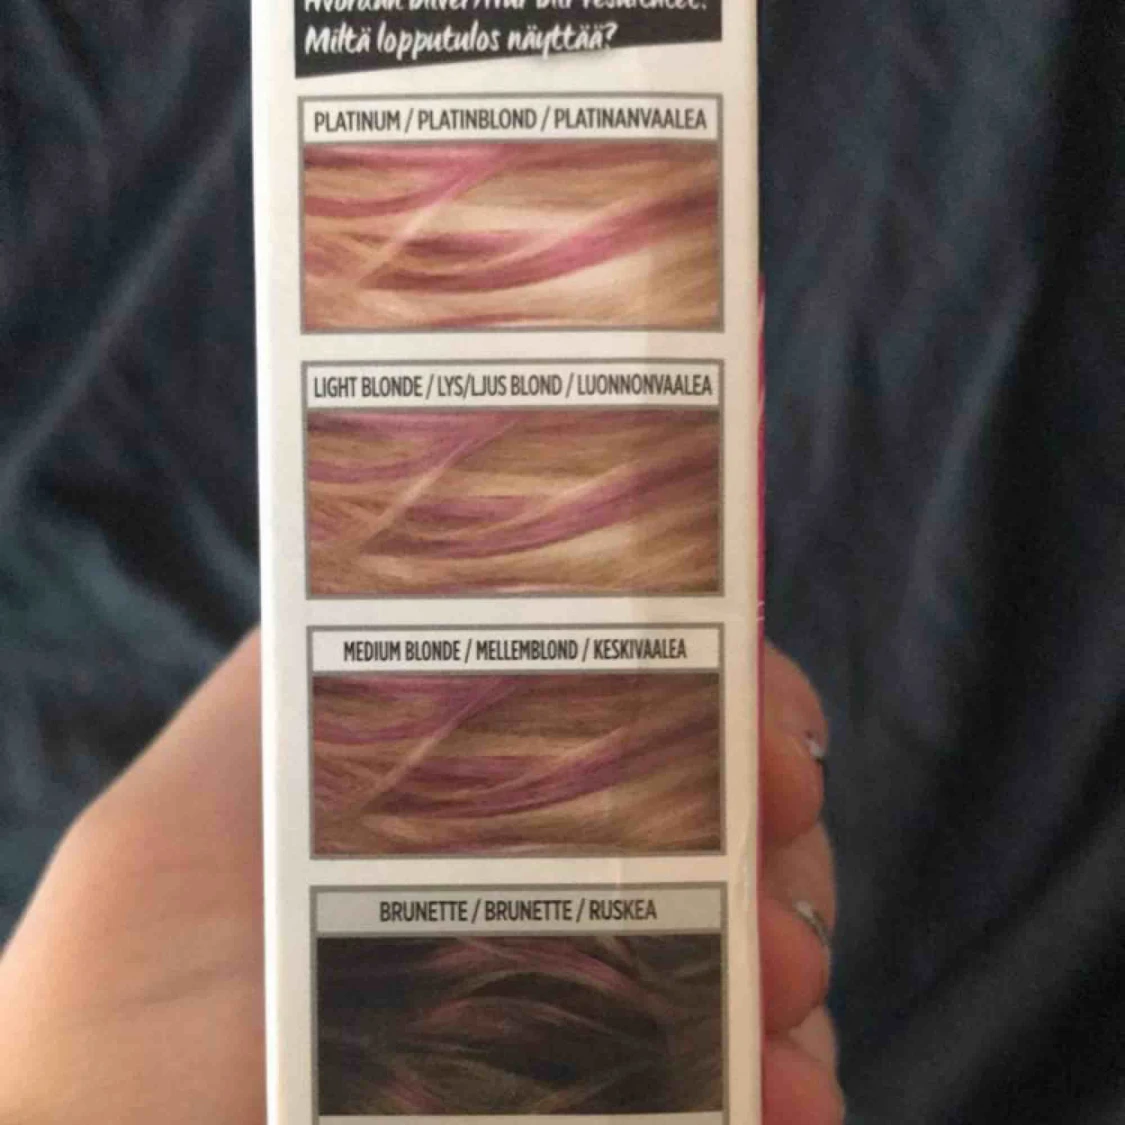 Miltä lopputulos näyttää?
PLATINUM / PLATINBLOND / PLATINANVAALEA
LIGHT BLONDE / LYS/LJUS BLOND / LUONNONVAALEA
MEDIUM BLONDE / MELLEMBLOND / KESKIVAALEA
BRUNETTE / BRUNETTE / RUSKEA